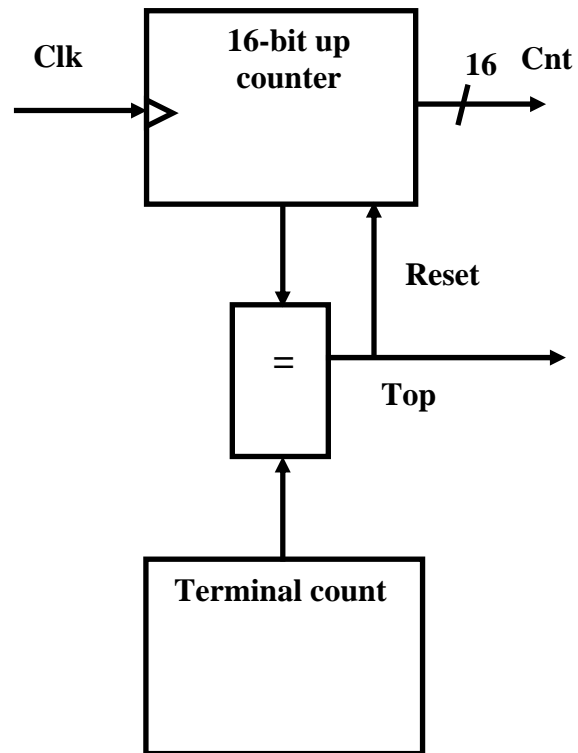 16-bit up
counter
Clk
16 Cnt
Reset
=
Top
Terminal count